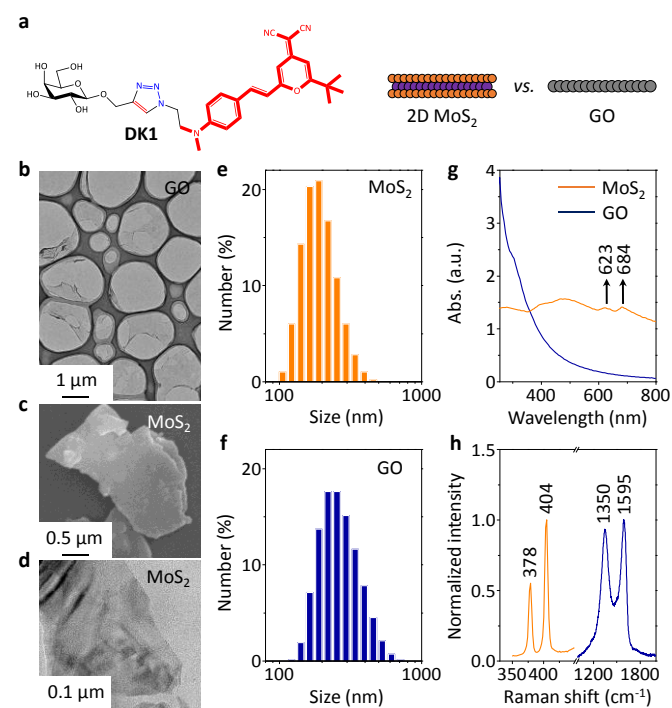 a
NC CN
HO OH
HO
O
OH
O
N=N
N
DK1
N
O
2D MoS₂
vs.
GO
b
GO
1 μm
c
MoS₂
0.5 μm
d
MoS₂
0.1 μm
e
MoS₂
20
10
0
Number (%)
100 1000
Size (nm)
f
GO
20
10
0
Number (%)
100 1000
Size (nm)
g
MoS₂
GO
623
684
4
3
2
1
0
Abs. (a.u.)
400 600 800
Wavelength (nm)
h
378
404
1350
1595
1.5
1.0
0.5
0.0
Normalized intensity
350 400 1200 1800
Raman shift (cm⁻¹)